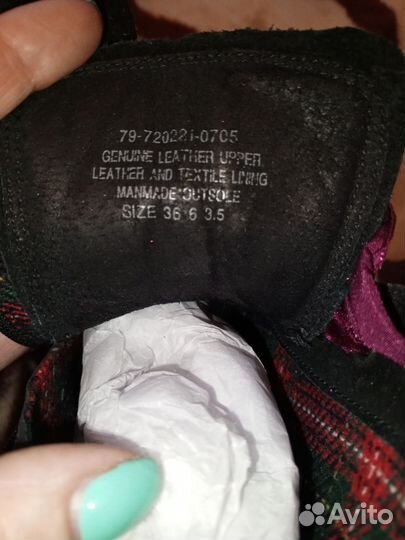 79-720221-0705
GENUINE LEATHER UPPER
LEATHER AND TEXTILE LINING
MANMADE OUTSOLE
SIZE 36 6 3.5
Avito